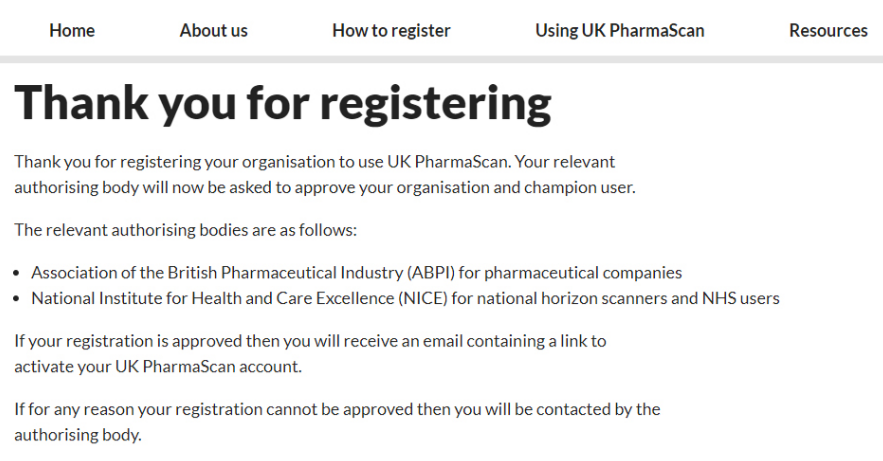 Home About us How to register Using UK PharmaScan Resources
Thank you for registering
Thank you for registering your organisation to use UK PharmaScan. Your relevant
authorising body will now be asked to approve your organisation and champion user.
The relevant authorising bodies are as follows:
• Association of the British Pharmaceutical Industry (ABPI) for pharmaceutical companies
• National Institute for Health and Care Excellence (NICE) for national horizon scanners and NHS users
If your registration is approved then you will receive an email containing a link to
activate your UK PharmaScan account.
If for any reason your registration cannot be approved then you will be contacted by the
authorising body.